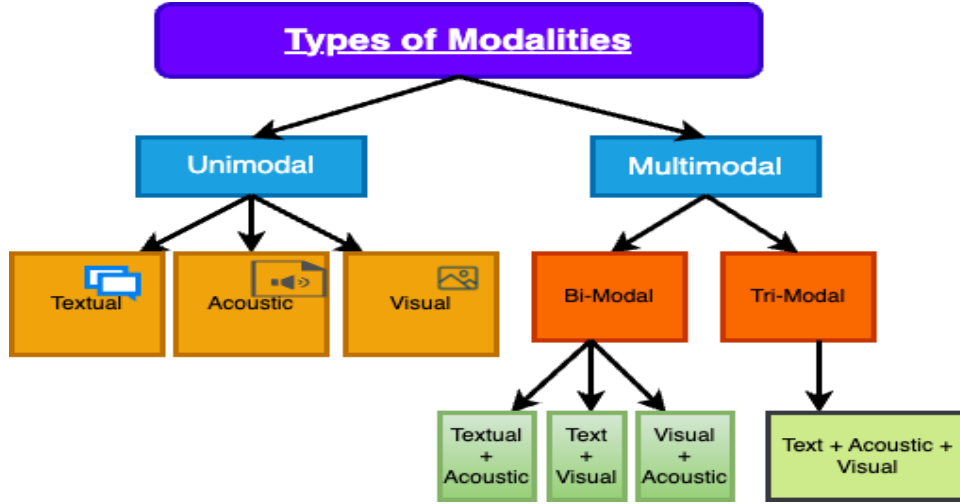 Types of Modalities
Unimodal
Multimodal
Textual
Acoustic
Visual
Bi-Modal
Tri-Modal
Textual
+
Acoustic
Text
+
Visual
Visual
+
Acoustic
Text + Acoustic +
Visual